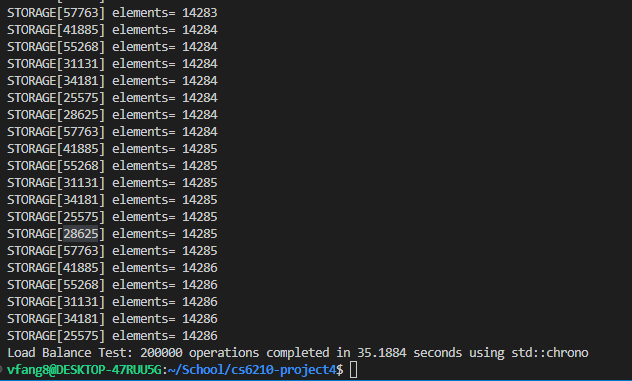 STORAGE[57763] elements= 14283
STORAGE[41885] elements= 14284
STORAGE[55268] elements= 14284
STORAGE[31131] elements= 14284
STORAGE[34181] elements= 14284
STORAGE[25575] elements= 14284
STORAGE[28625] elements= 14284
STORAGE[57763] elements= 14284
STORAGE[41885] elements= 14285
STORAGE[55268] elements= 14285
STORAGE[31131] elements= 14285
STORAGE[34181] elements= 14285
STORAGE[25575] elements= 14285
STORAGE[28625] elements= 14285
STORAGE[57763] elements= 14285
STORAGE[41885] elements= 14286
STORAGE[55268] elements= 14286
STORAGE[31131] elements= 14286
STORAGE[34181] elements= 14286
STORAGE[25575] elements= 14286
Load Balance Test: 200000 operations completed in 35.1884 seconds using std::chrono
vfang8@DESKTOP-47RUU5G:~/School/cs6210-project4$